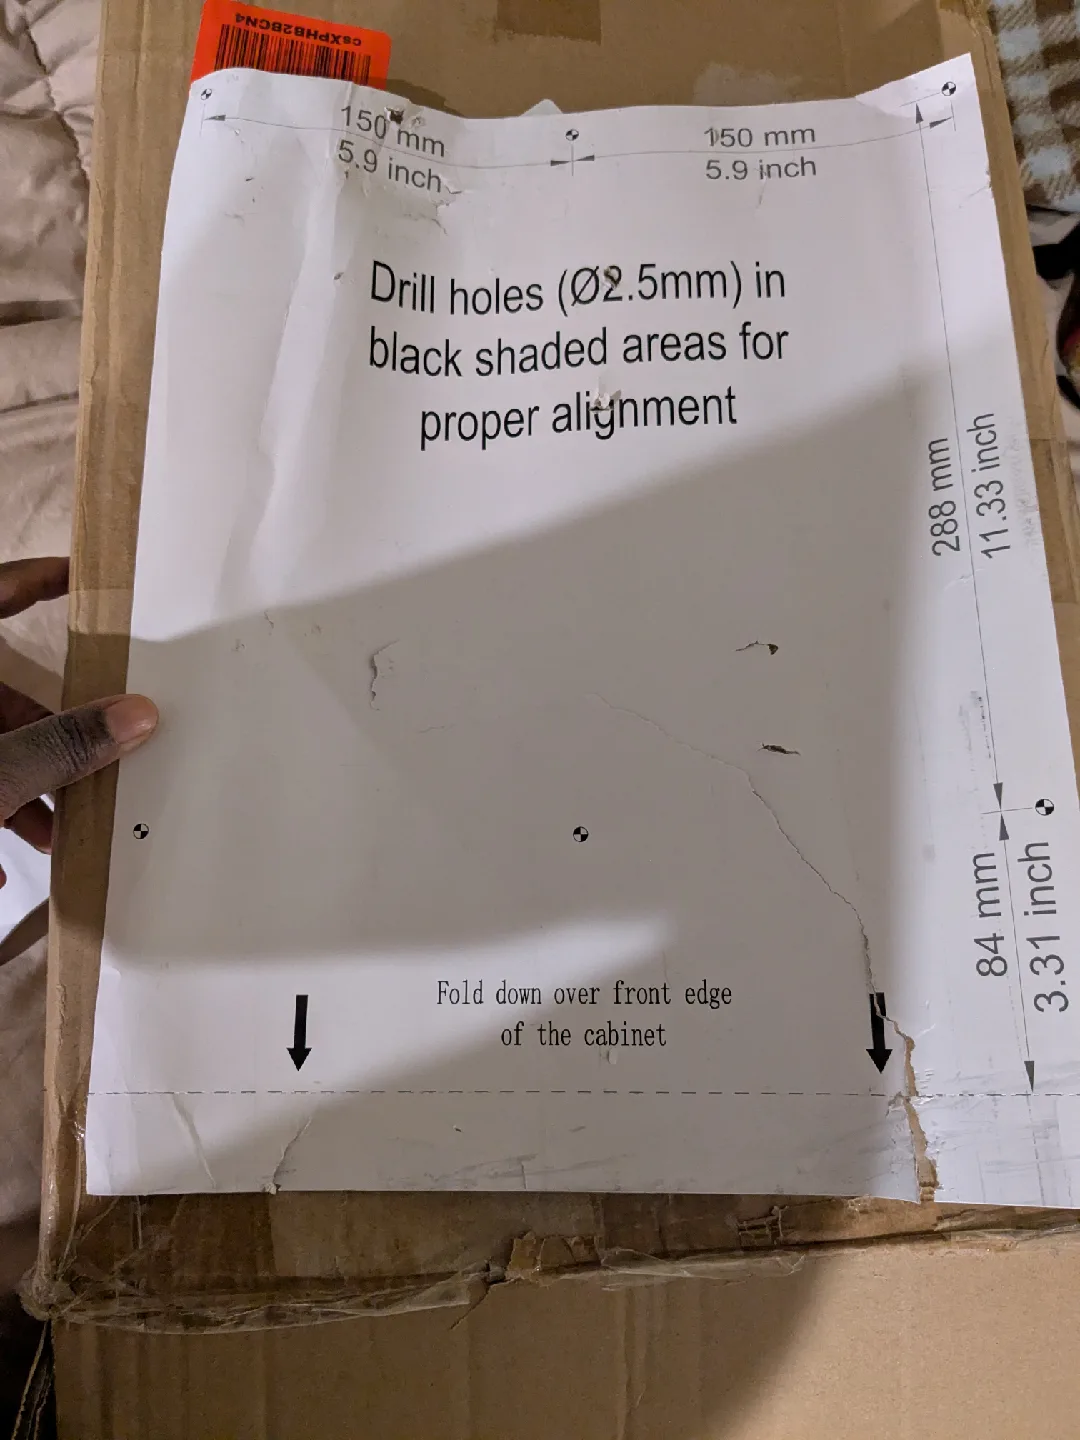 csXPHB2BCN4
150 mm
5.9 inch
150 mm
5.9 inch
Drill holes (Ø2.5mm) in
black shaded areas for
proper alignment
288 mm
11.33 inch
84 mm
3.31 inch
Fold down over front edge
of the cabinet